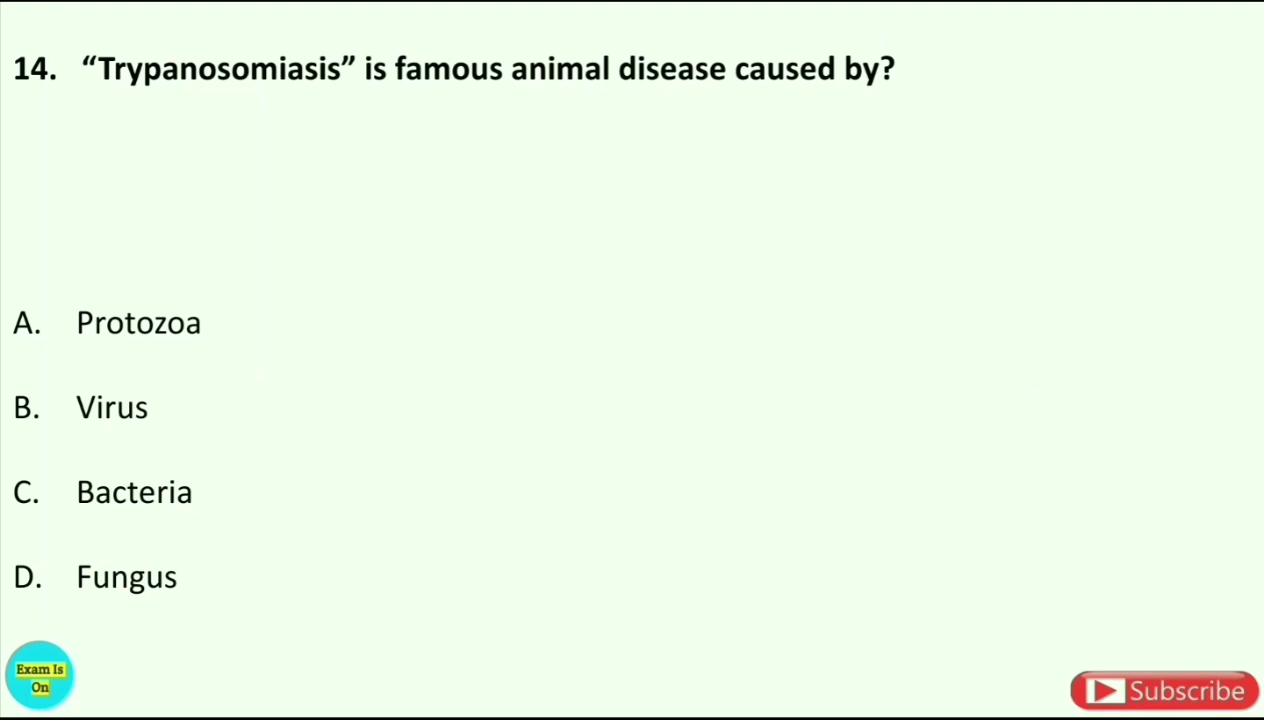 14. “Trypanosomiasis” is famous animal disease caused by?
A. Protozoa
B. Virus
C. Bacteria
D. Fungus
Exam Is
On
Subscribe